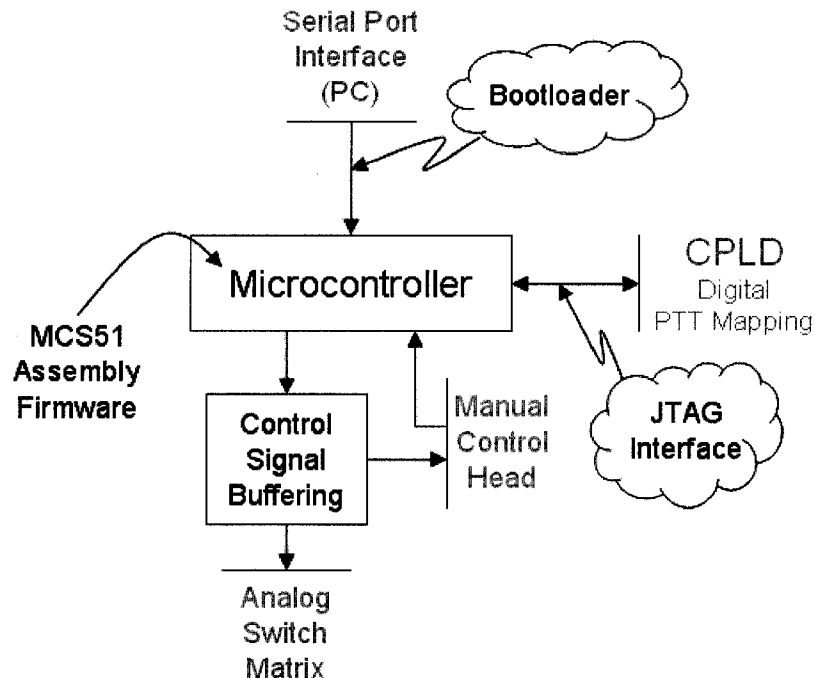 Serial Port
Interface
(PC)
Bootloader
Microcontroller
CPLD
Digital
PTT Mapping
MCS51
Assembly
Firmware
Control
Signal
Buffering
Manual
Control
Head
JTAG
Interface
Analog
Switch
Matrix